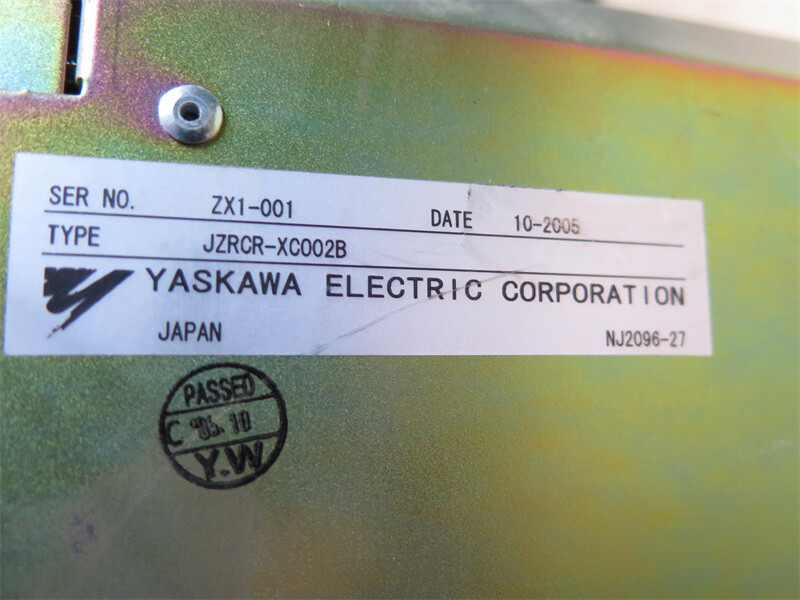 SER NO. ZX1-001 DATE 10-2005
TYPE JZRCR-XC002B
YASKAWA ELECTRIC CORPORATION
JAPAN NJ2096-27
PASSED
C '05.10
Y.W